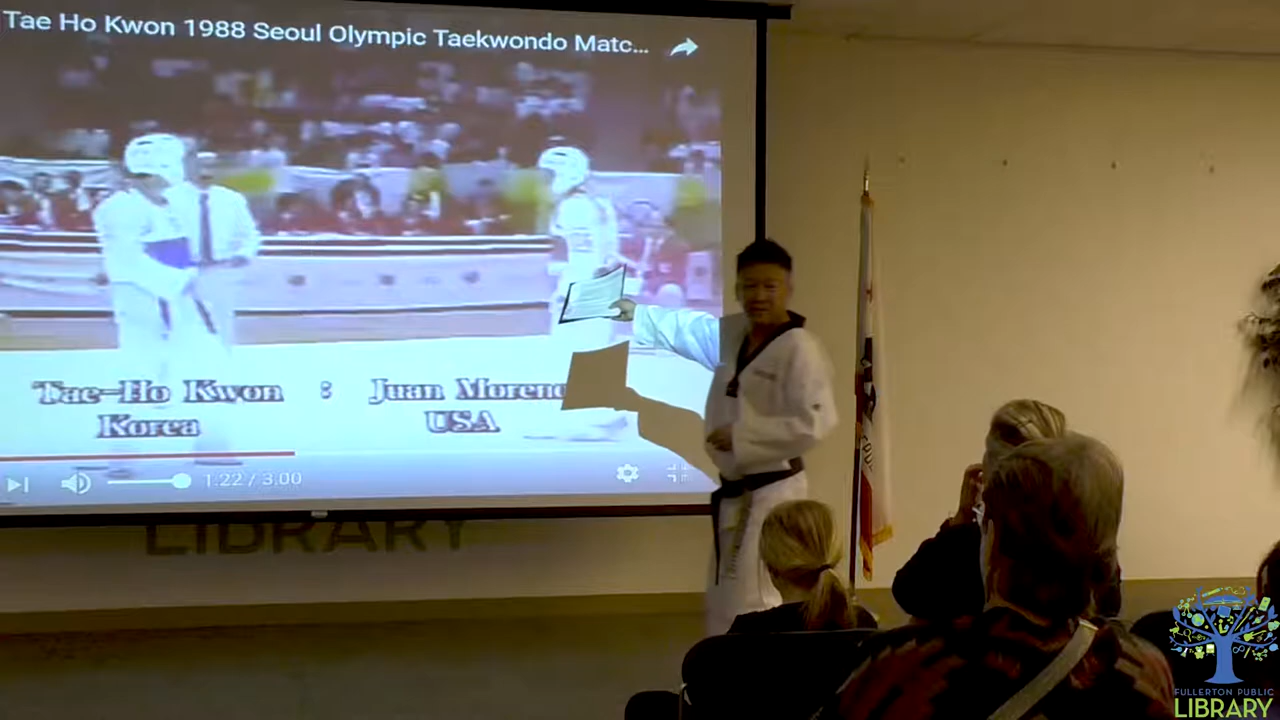 Tae Ho Kwon 1988 Seoul Olympic Taekwondo Matc...
Tae-Ho Kwon : Juan Moreno
Korea USA
1:22 / 3:00
LIBRARY
FULLERTON PUBLIC
LIBRARY